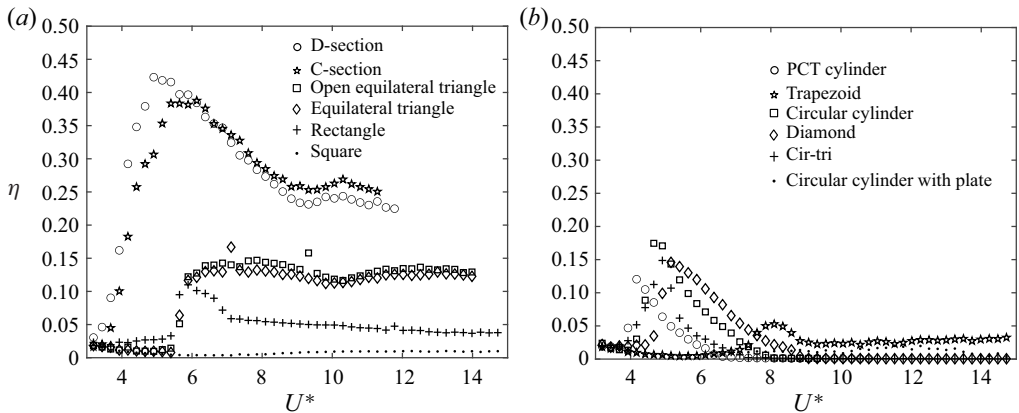 (a)
0.50
0.45
0.40
0.35
0.30
0.25
0.20
0.15
0.10
0.05
0
η
4 6 8 10 12 14
U*
D-section
C-section
Open equilateral triangle
Equilateral triangle
Rectangle
Square
(b)
0.50
0.45
0.40
0.35
0.30
0.25
0.20
0.15
0.10
0.05
0
4 6 8 10 12 14
U*
PCT cylinder
Trapezoid
Circular cylinder
Diamond
Cir-tri
Circular cylinder with plate